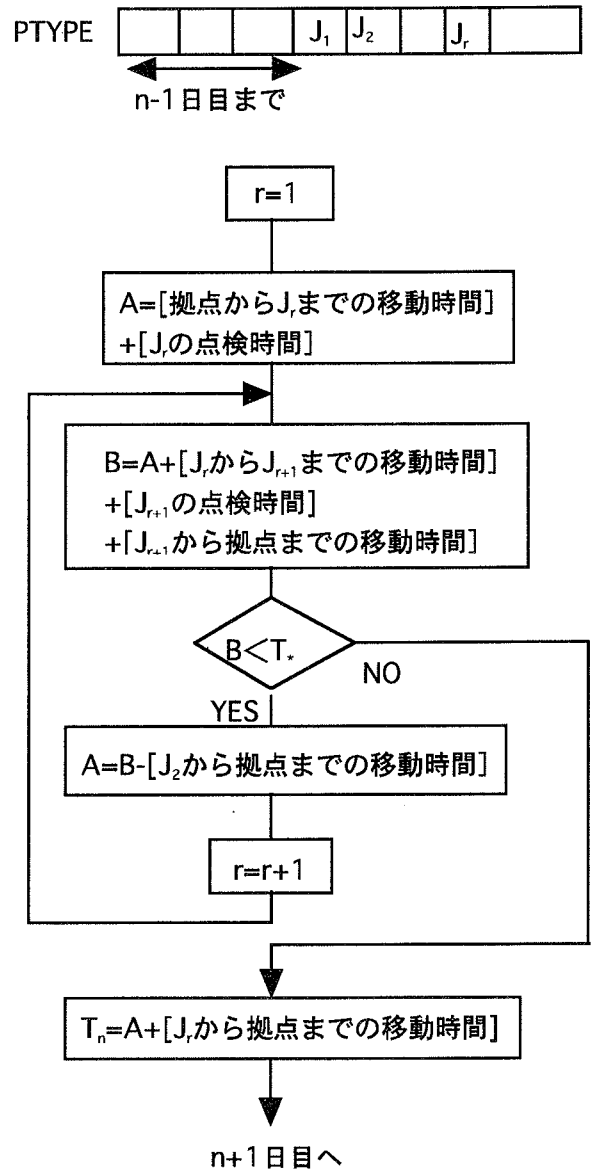 PTYPE J₁ J₂ Jᵣ
n-1日目まで
r=1
A=[拠点からJᵣまでの移動時間]
+[Jᵣの点検時間]
B=A+[JᵣからJᵣ₊₁までの移動時間]
+[Jᵣ₊₁の点検時間]
+[Jᵣ₊₁から拠点までの移動時間]
B<T*
NO
YES
A=B-[J₂から拠点までの移動時間]
r=r+1
Tₙ=A+[Jᵣから拠点までの移動時間]
n+1日目へ